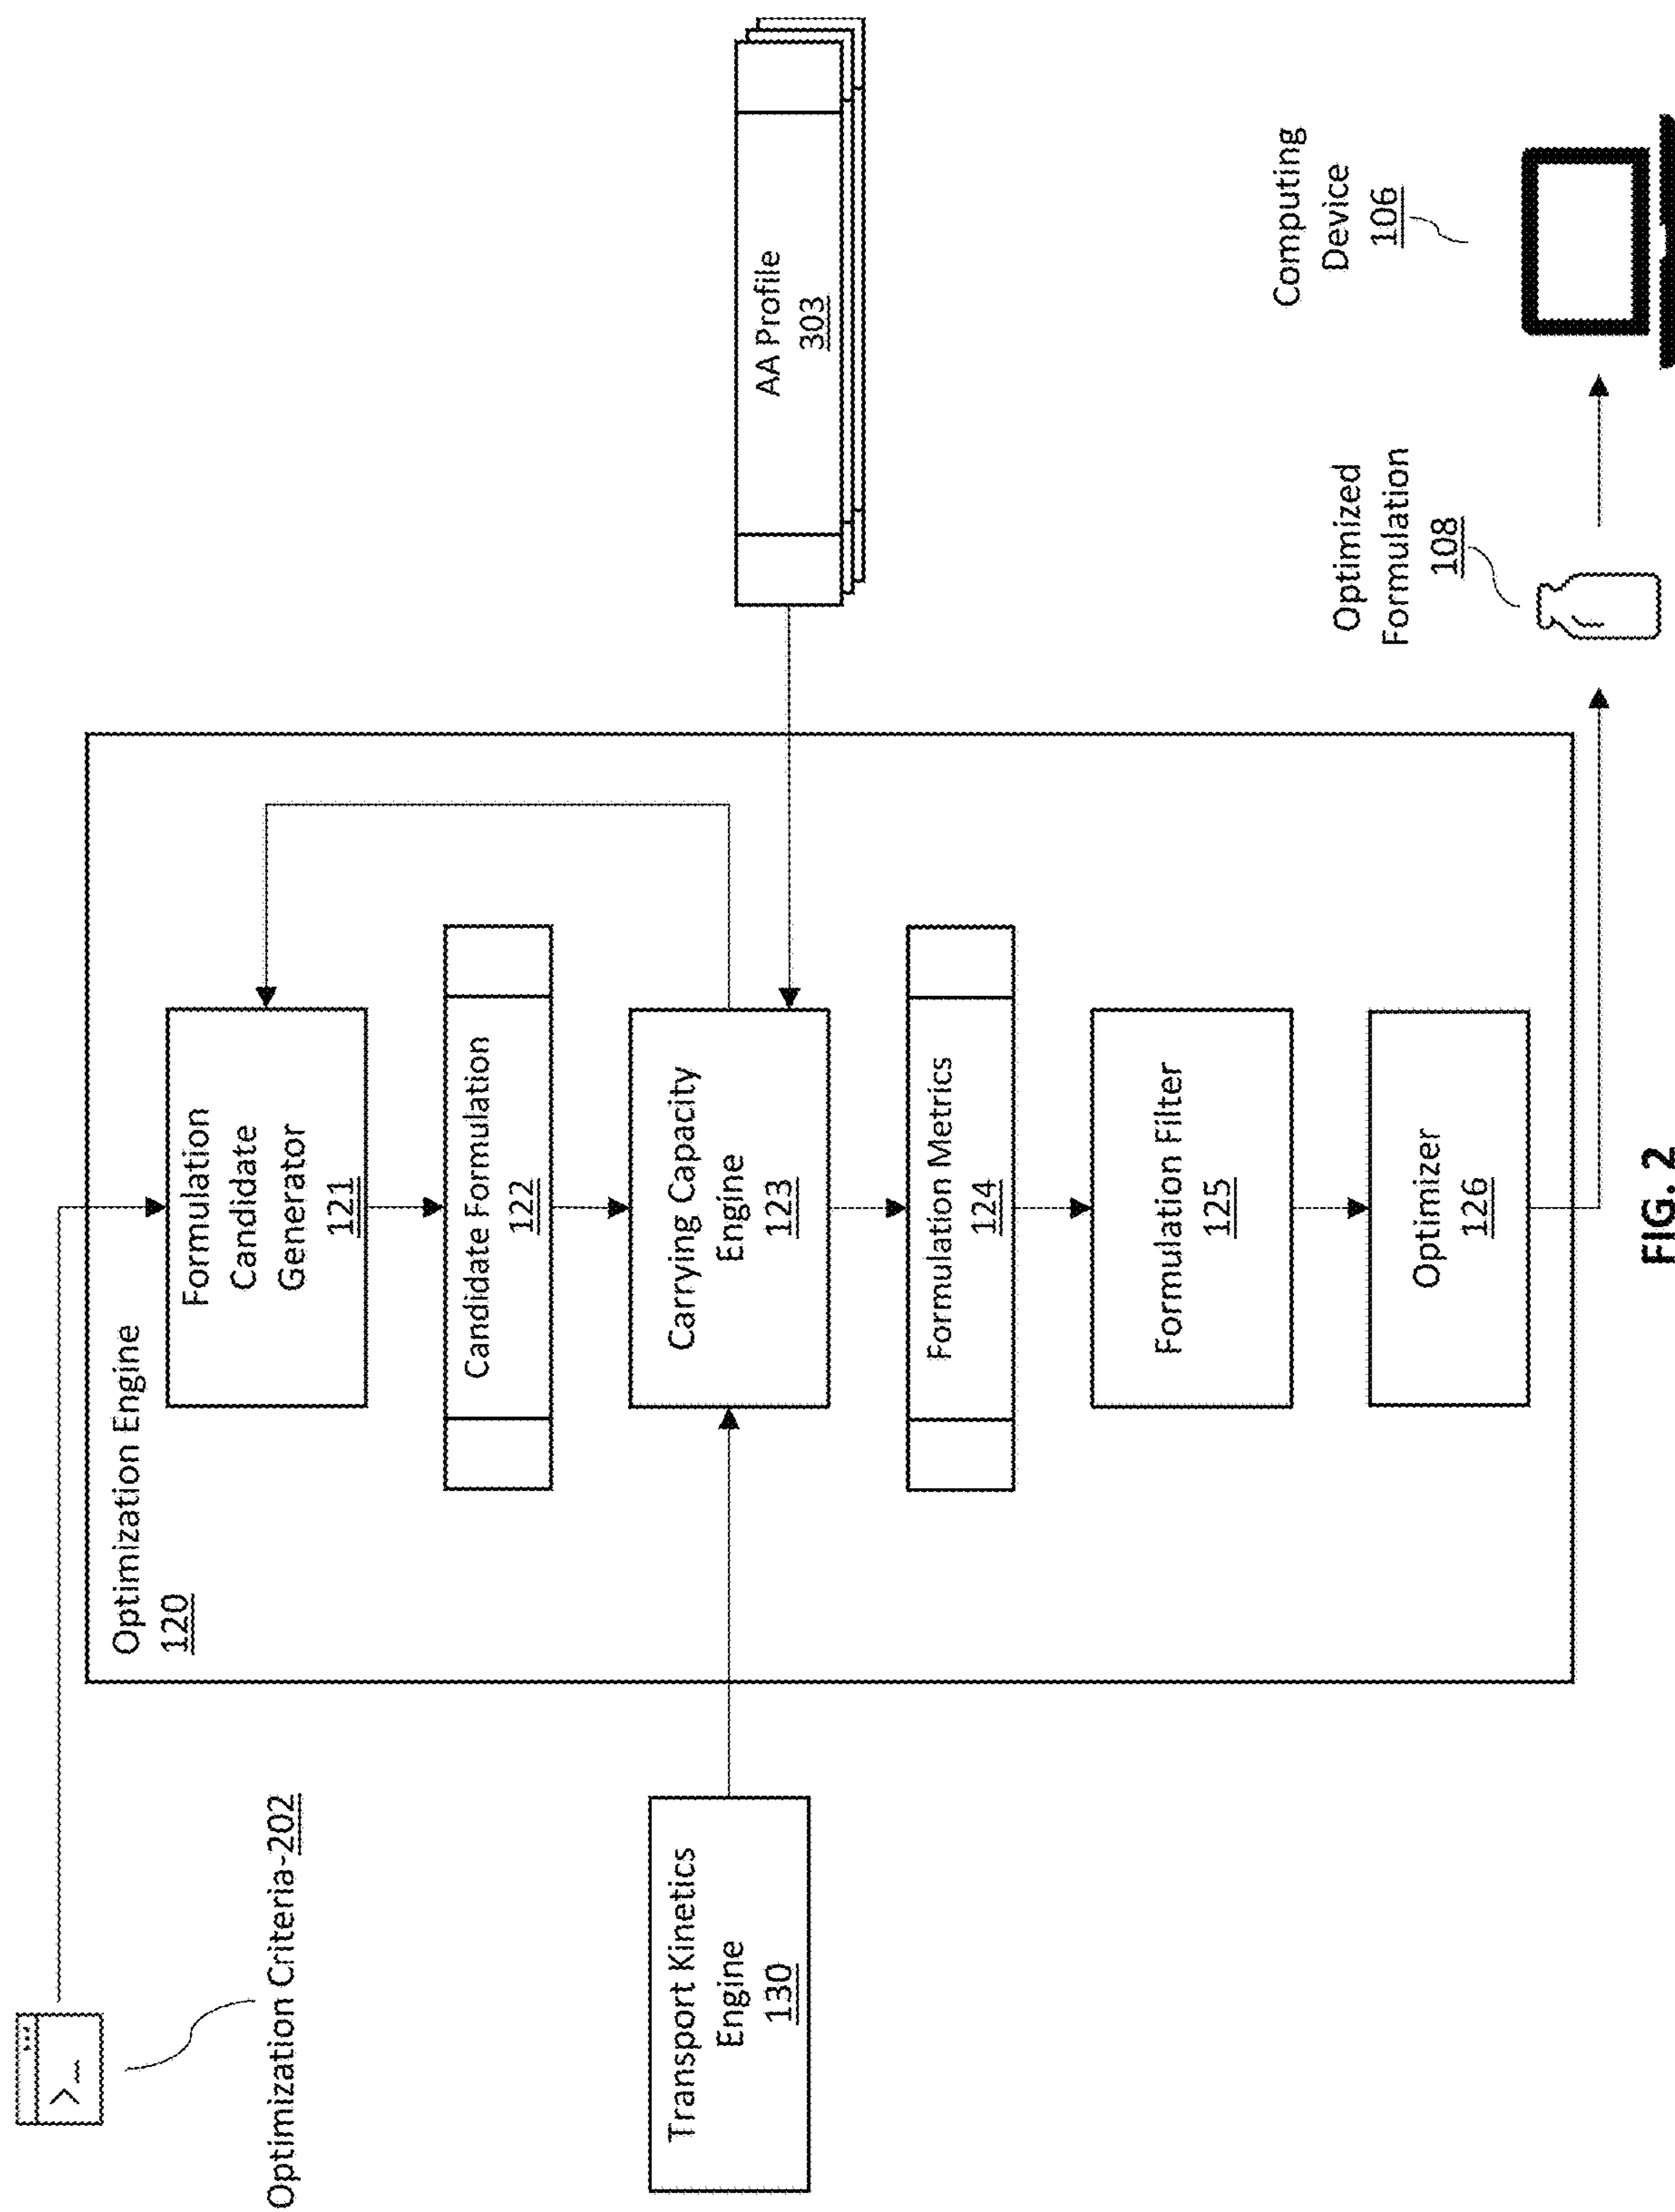 >_
Optimization Criteria-202
Optimization Engine
120
Formulation
Candidate
Generator
121
Candidate Formulation
122
Transport Kinetics
Engine
130
Carrying Capacity
Engine
123
AA Profile
303
Formulation Metrics
124
Formulation Filter
125
Optimizer
126
Optimized
Formulation
108
Computing
Device
106
FIG. 2